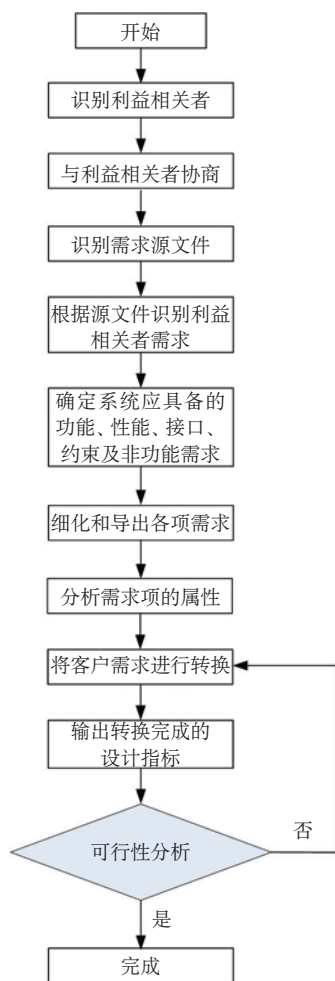 开始
识别利益相关者
与利益相关者协商
识别需求源文件
根据源文件识别利益
相关者需求
确定系统应具备的
功能、性能、接口、
约束及非功能需求
细化和导出各项需求
分析需求项的属性
将客户需求进行转换
输出转换完成的
设计指标
可行性分析
否
是
完成